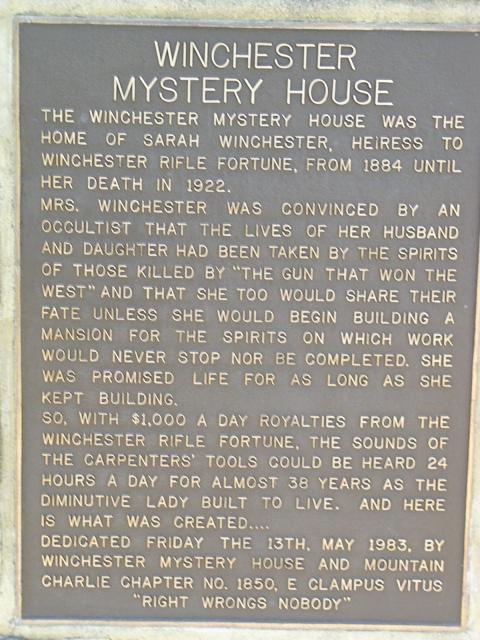 WINCHESTER
MYSTERY HOUSE
THE WINCHESTER MYSTERY HOUSE WAS THE
HOME OF SARAH WINCHESTER, HEIRESS TO
WINCHESTER RIFLE FORTUNE, FROM 1884 UNTIL
HER DEATH IN 1922.
MRS. WINCHESTER WAS CONVINCED BY AN
OCCULTIST THAT THE LIVES OF HER HUSBAND
AND DAUGHTER HAD BEEN TAKEN BY THE SPIRITS
OF THOSE KILLED BY "THE GUN THAT WON THE
WEST" AND THAT SHE TOO WOULD SHARE THEIR
FATE UNLESS SHE WOULD BEGIN BUILDING A
MANSION FOR THE SPIRITS ON WHICH WORK
WOULD NEVER STOP NOR BE COMPLETED. SHE
WAS PROMISED LIFE FOR AS LONG AS SHE
KEPT BUILDING.
SO, WITH $1,000 A DAY ROYALTIES FROM THE
WINCHESTER RIFLE FORTUNE, THE SOUNDS OF
THE CARPENTERS' TOOLS COULD BE HEARD 24
HOURS A DAY FOR ALMOST 38 YEARS AS THE
DIMINUTIVE LADY BUILT TO LIVE. AND HERE
IS WHAT WAS CREATED....
DEDICATED FRIDAY THE 13TH, MAY 1983, BY
WINCHESTER MYSTERY HOUSE AND MOUNTAIN
CHARLIE CHAPTER NO. 1850, E CLAMPUS VITUS
"RIGHT WRONGS NOBODY"